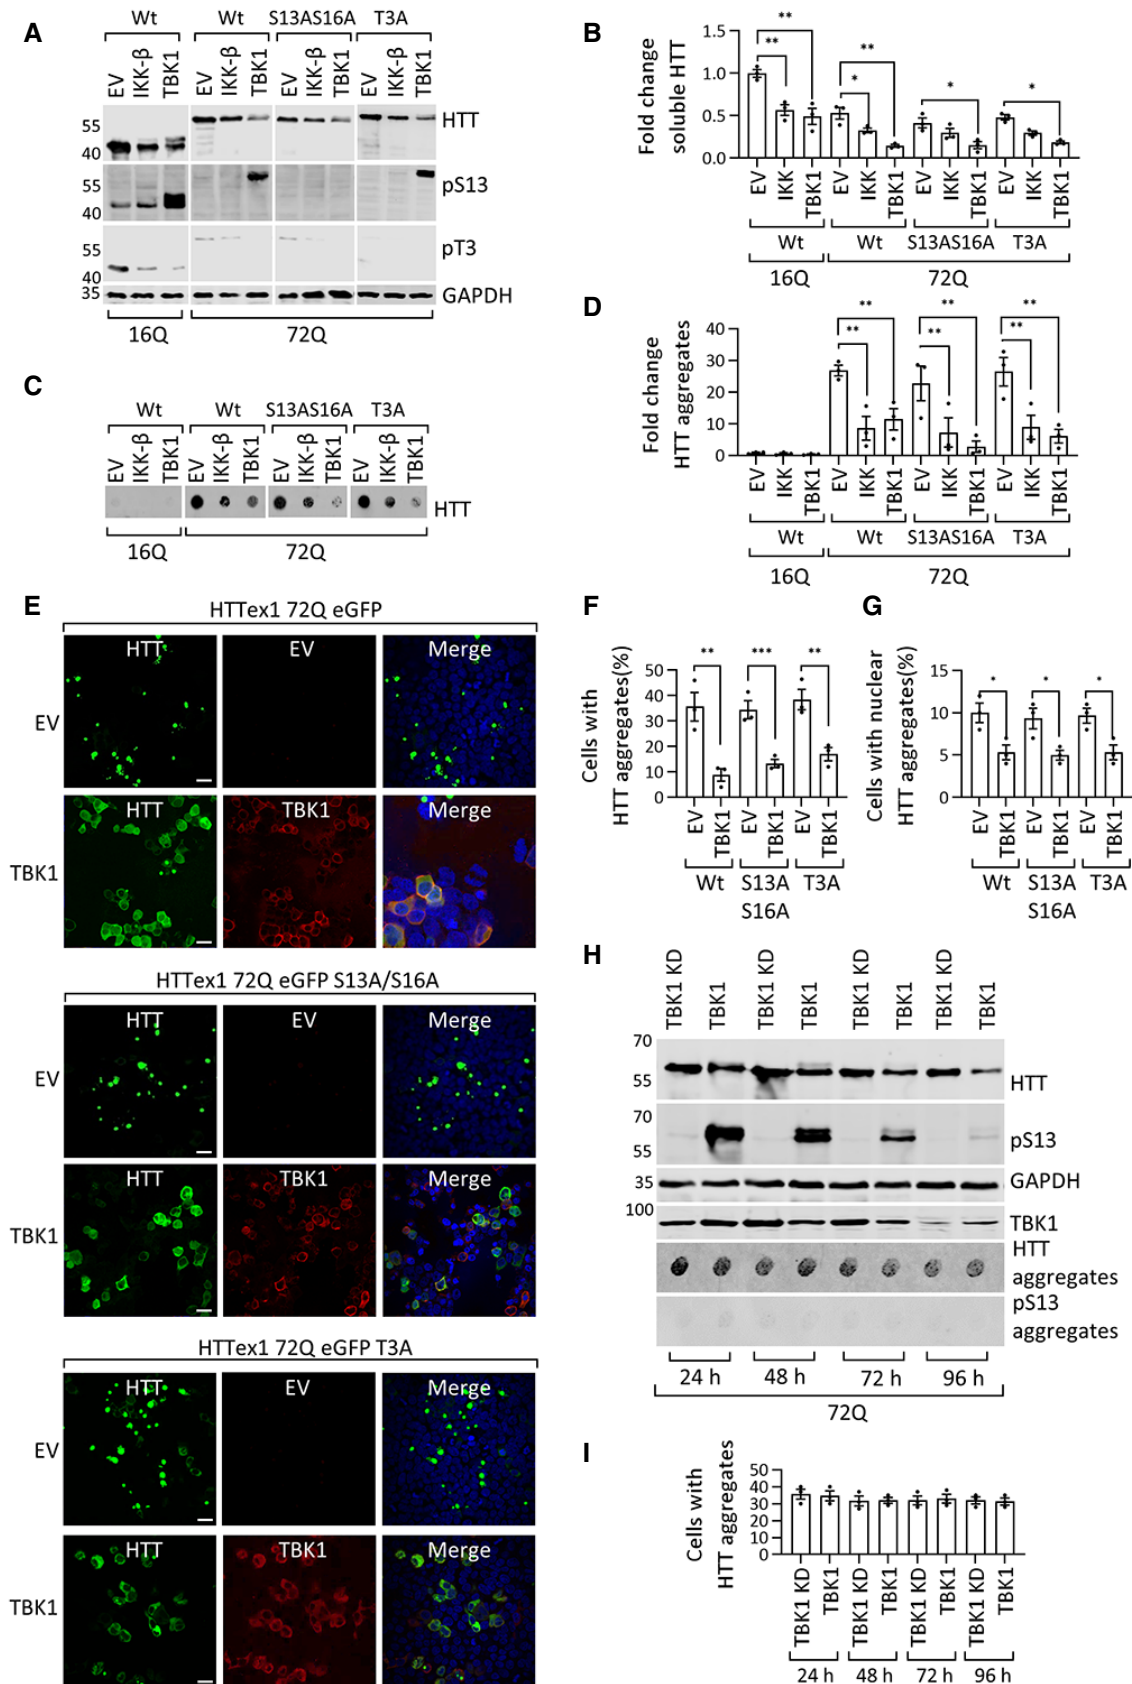 A
Wt Wt S13AS16A T3A
EV IKK-β TBK1 EV IKK-β TBK1 EV IKK-β TBK1 EV IKK-β TBK1
55
40
HTT
55
40
pS13
55
40
pT3
35
GAPDH
16Q 72Q
B
Fold change
soluble HTT
1.5
1.0
0.5
0.0
** ** * ** * *
EV IKK TBK1 EV IKK TBK1 EV IKK TBK1 EV IKK TBK1
Wt Wt S13AS16A T3A
16Q 72Q
C
Wt Wt S13AS16A T3A
EV IKK-β TBK1 EV IKK-β TBK1 EV IKK-β TBK1 EV IKK-β TBK1
HTT
16Q 72Q
D
Fold change
HTT aggregates
40
30
20
10
0
** ** ** ** ** **
EV IKK TBK1 EV IKK TBK1 EV IKK TBK1 EV IKK TBK1
Wt Wt S13AS16A T3A
16Q 72Q
E
HTTex1 72Q eGFP
HTT EV Merge
EV
HTT TBK1 Merge
TBK1
HTTex1 72Q eGFP S13A/S16A
HTT EV Merge
EV
HTT TBK1 Merge
TBK1
HTTex1 72Q eGFP T3A
HTT EV Merge
EV
HTT TBK1 Merge
TBK1
F
Cells with
HTT aggregates(%)
50
40
30
20
10
0
** *** **
EV TBK1 EV TBK1 EV TBK1
Wt S13A T3A
S16A
G
Cells with nuclear
HTT aggregates(%)
15
10
5
0
* * *
EV TBK1 EV TBK1 EV TBK1
Wt S13A T3A
S16A
H
TBK1 KD TBK1 TBK1 KD TBK1 TBK1 KD TBK1 TBK1 KD TBK1
70
55
HTT
70
55
pS13
35
GAPDH
100
TBK1
HTT
aggregates
pS13
aggregates
24 h 48 h 72 h 96 h
72Q
I
Cells with
HTT aggregates
50
40
30
20
10
0
TBK1 KD TBK1 TBK1 KD TBK1 TBK1 KD TBK1 TBK1 KD TBK1
24 h 48 h 72 h 96 h